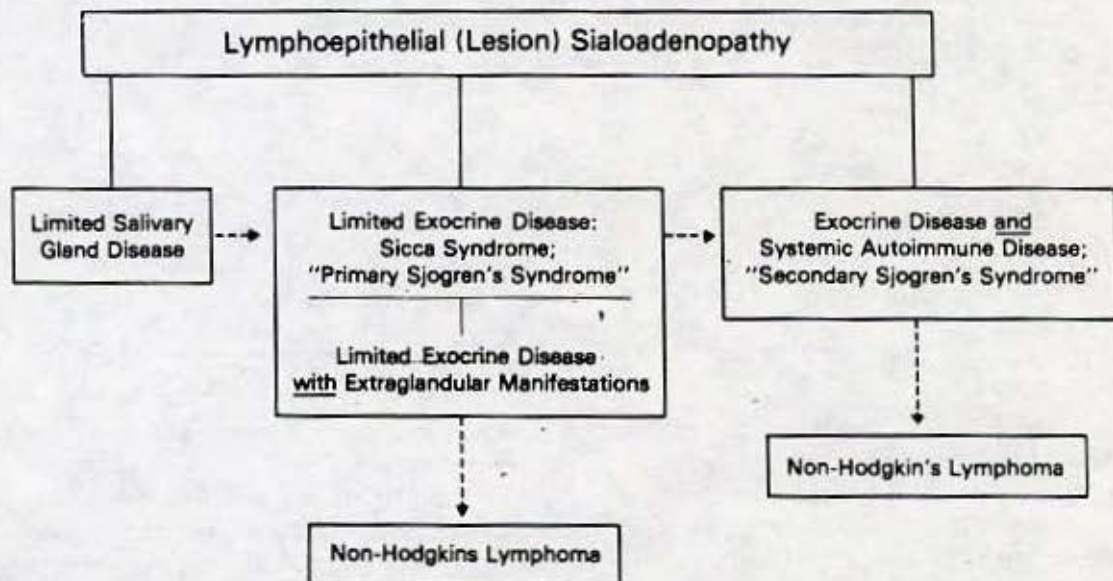 Lymphoepithelial (Lesion) Sialoadenopathy
Limited Salivary
Gland Disease
Limited Exocrine Disease:
Sicca Syndrome;
"Primary Sjogren's Syndrome"
Limited Exocrine Disease
with Extraglandular Manifestations
Exocrine Disease and
Systemic Autoimmune Disease;
"Secondary Sjogren's Syndrome"
Non-Hodgkin's Lymphoma
Non-Hodgkins Lymphoma